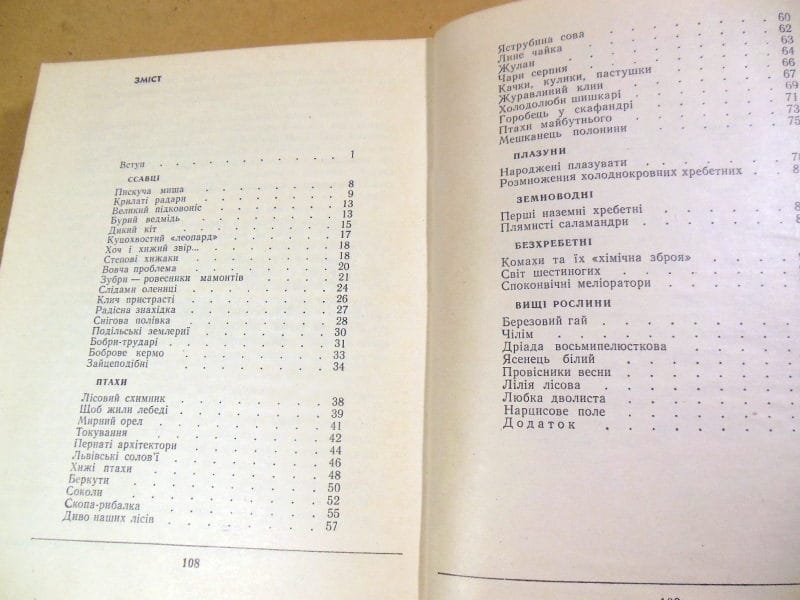 ЗМІСТ
Вступ . . . . . . . . . . 1
ССАВЦІ
Пискуча миша . . . . . . . 8
Крилаті радари . . . . . . . 9
Великий підковоніс . . . . . . 13
Бурий ведмідь . . . . . . . 13
Дикий кіт . . . . . . . . 15
Куцохвостий «леопард» . . . . . 17
Хоч і хижий звір... . . . . . . 18
Степові хижаки . . . . . . . 18
Вовча проблема . . . . . . . 20
Зубри — ровесники мамонтів . . . . 21
Слідами олениці . . . . . . . 24
Клич пристрасті . . . . . . . 26
Радісна знахідка . . . . . . . 27
Снігова полівка . . . . . . . 28
Подільські землериї . . . . . . 30
Бобри-трударі . . . . . . . 31
Боброве кермо . . . . . . . 33
Зайцеподібні . . . . . . . . 34
ПТАХИ
Лісовий схимник . . . . . . . 38
Щоб жили лебеді . . . . . . . 39
Мирний орел . . . . . . . . 41
Токування . . . . . . . . 42
Пернаті архітектори . . . . . . 44
Львівські солов'ї . . . . . . . 46
Хижі птахи . . . . . . . . 48
Беркути . . . . . . . . . 50
Соколи . . . . . . . . . 52
Скопа-рибалка . . . . . . . 55
Диво наших лісів . . . . . . . 57
108
Яструбина сова . . . . . . . 60
Лине чайка . . . . . . . . 62
Жулан . . . . . . . . . 63
Чари серпня . . . . . . . . 64
Качки, кулики, пастушки . . . . . 66
Журавлиний клин . . . . . . 67
Холодолюби шишкарі . . . . . . 69
Горобець у скафандрі . . . . . . 71
Птахи майбутнього . . . . . . 73
Мешканець полонини . . . . . . 75
ПЛАЗУНИ
Народжені плазувати . . . . . .
Розмноження холоднокровних хребетних . .
ЗЕМНОВОДНІ
Перші наземні хребетні . . . . .
Плямисті саламандри . . . . . .
БЕЗХРЕБЕТНІ
Комахи та їх «хімічна зброя» . . . .
Світ шестиногих . . . . . . .
Споконвічні меліоратори . . . . .
ВИЩІ РОСЛИНИ
Березовий гай . . . . . . .
Чілім . . . . . . . . .
Дріада восьмипелюсткова . . . . .
Ясенець білий . . . . . . .
Провісники весни . . . . . . .
Лілія лісова . . . . . . . .
Любка дволиста . . . . . . .
Нарцисове поле . . . . . . .
Додаток . . . . . . . .